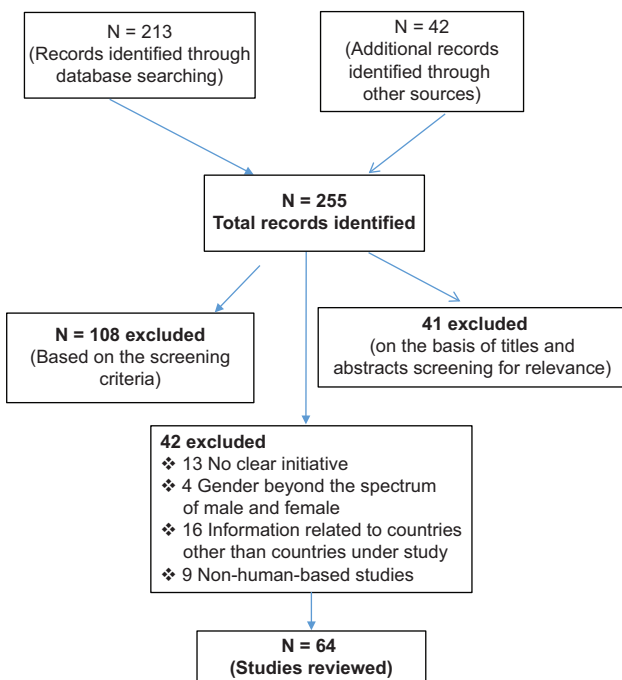 N = 213
(Records identified through
database searching)
N = 42
(Additional records
identified through
other sources)
N = 255
Total records identified
N = 108 excluded
(Based on the screening
criteria)
41 excluded
(on the basis of titles and
abstracts screening for relevance)
42 excluded
❖ 13 No clear initiative
❖ 4 Gender beyond the spectrum
of male and female
❖ 16 Information related to countries
other than countries under study
❖ 9 Non-human-based studies
N = 64
(Studies reviewed)